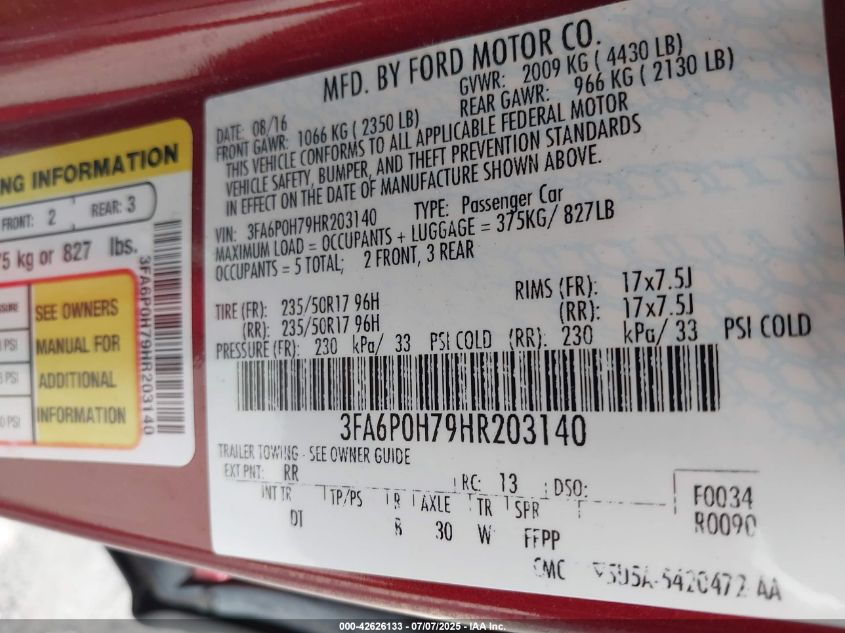 MFD. BY FORD MOTOR CO.
DATE: 08/16
GVWR: 2009 KG ( 4430 LB)
FRONT GAWR: 1066 KG ( 2350 LB)
REAR GAWR: 966 KG ( 2130 LB)
THIS VEHICLE CONFORMS TO ALL APPLICABLE FEDERAL MOTOR
VEHICLE SAFETY, BUMPER, AND THEFT PREVENTION STANDARDS
IN EFFECT ON THE DATE OF MANUFACTURE SHOWN ABOVE.
VIN: 3FA6P0H79HR203140 TYPE: Passenger Car
MAXIMUM LOAD = OCCUPANTS + LUGGAGE = 375KG/ 827LB
OCCUPANTS = 5 TOTAL; 2 FRONT, 3 REAR
TIRE (FR): 235/50R17 96H RIMS (FR): 17x7.5J
(RR): 235/50R17 96H (RR): 17x7.5J
PRESSURE (FR): 230 kPa/ 33 PSI COLD (RR): 230 kPa/ 33 PSI COLD
3FA6P0H79HR203140
TRAILER TOWING - SEE OWNER GUIDE
EXT PNT: RR RC: 13 DSO:
INT TR TP/PS R AXLE TR SPR
DT 8 30 W FFPP
F0034
R0090
CMC
AA
INFORMATION
FRONT: 2 REAR: 3
kg or 827 lbs.
SEE OWNERS
MANUAL FOR
ADDITIONAL
INFORMATION
PSI
PSI
PSI
3FA6P0H79HR203140
000-42626133 - 07/07/2025 - IAA Inc.